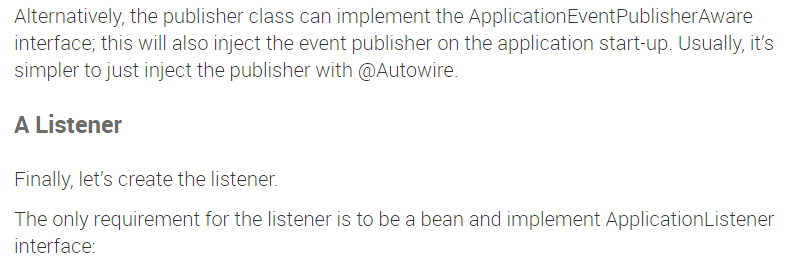 Alternatively, the publisher class can implement the ApplicationEventPublisherAware
interface; this will also inject the event publisher on the application start-up. Usually, it's
simpler to just inject the publisher with @Autowire.
A Listener
Finally, let's create the listener.
The only requirement for the listener is to be a bean and implement ApplicationListener
interface: